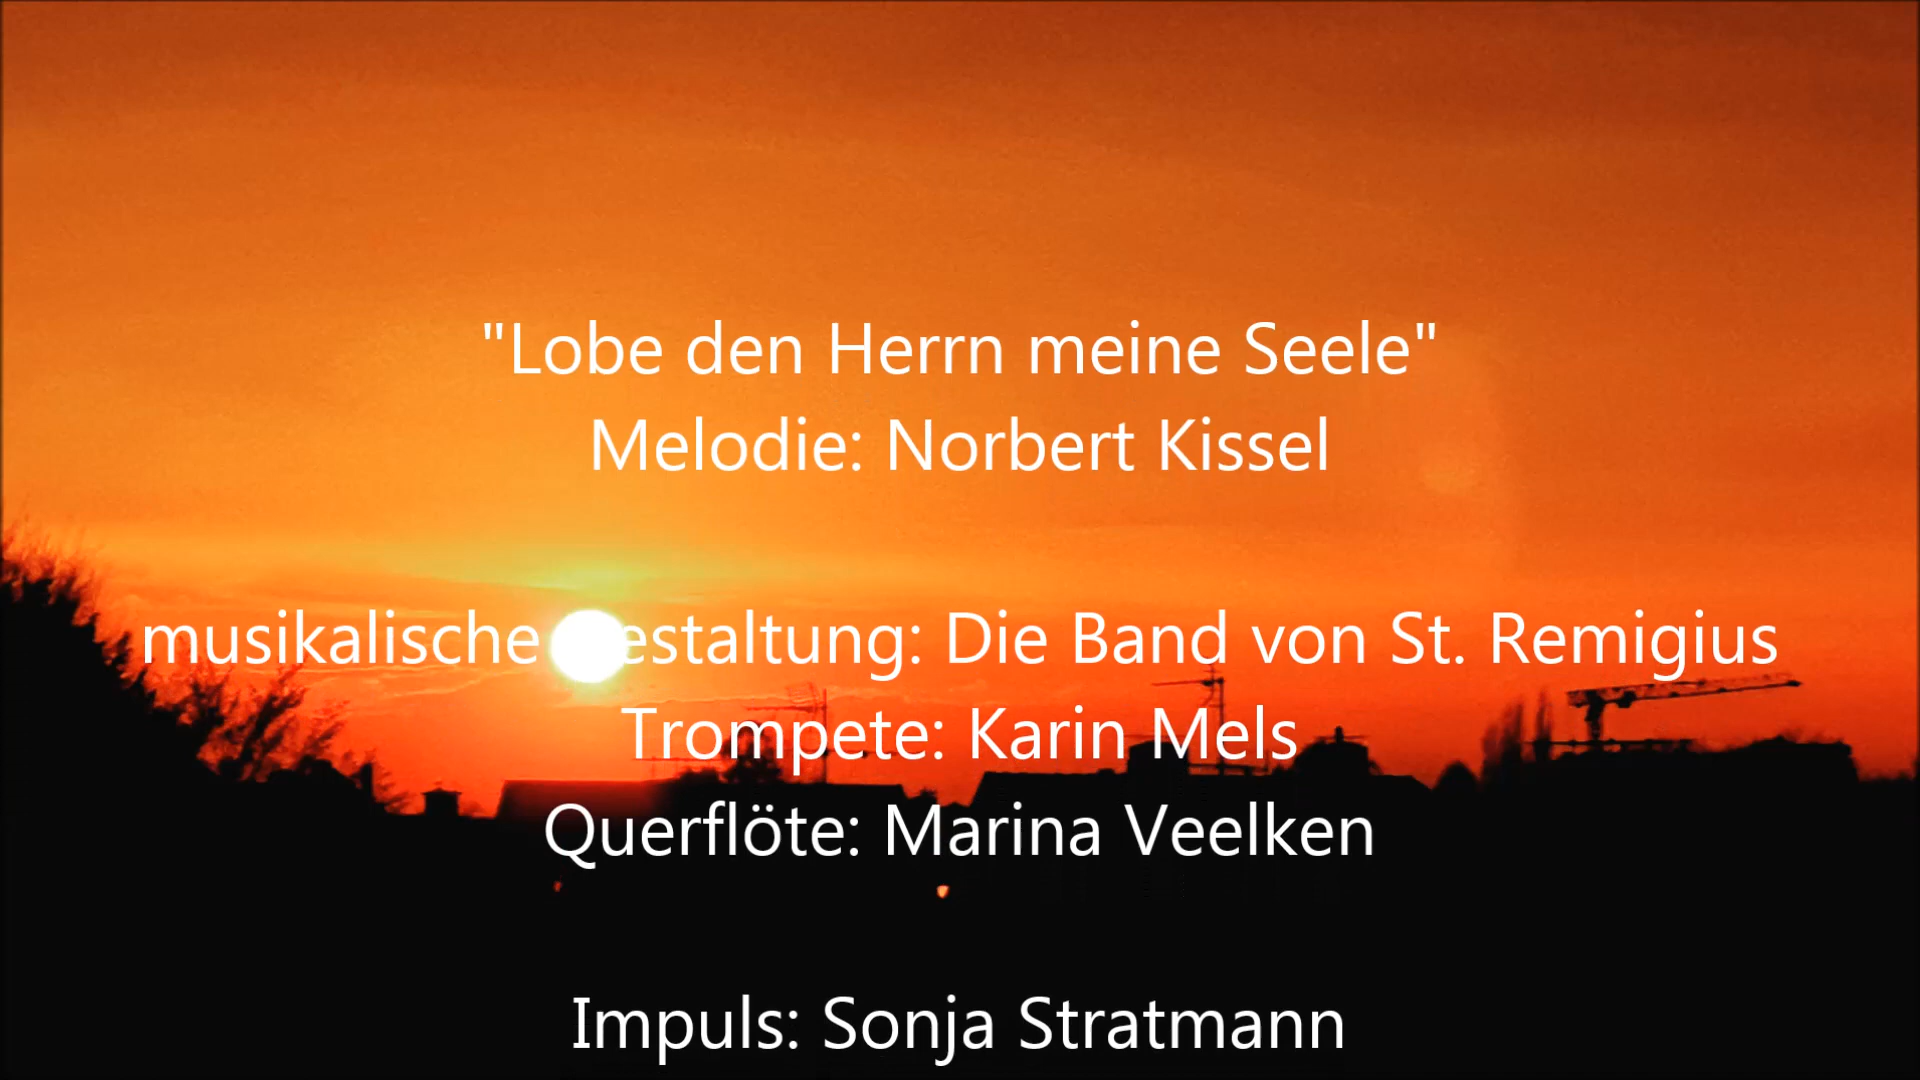 "Lobe den Herrn meine Seele"
Melodie: Norbert Kissel
musikalische Gestaltung: Die Band von St. Remigius
Trompete: Karin Mels
Querflöte: Marina Veelken
Impuls: Sonja Stratmann